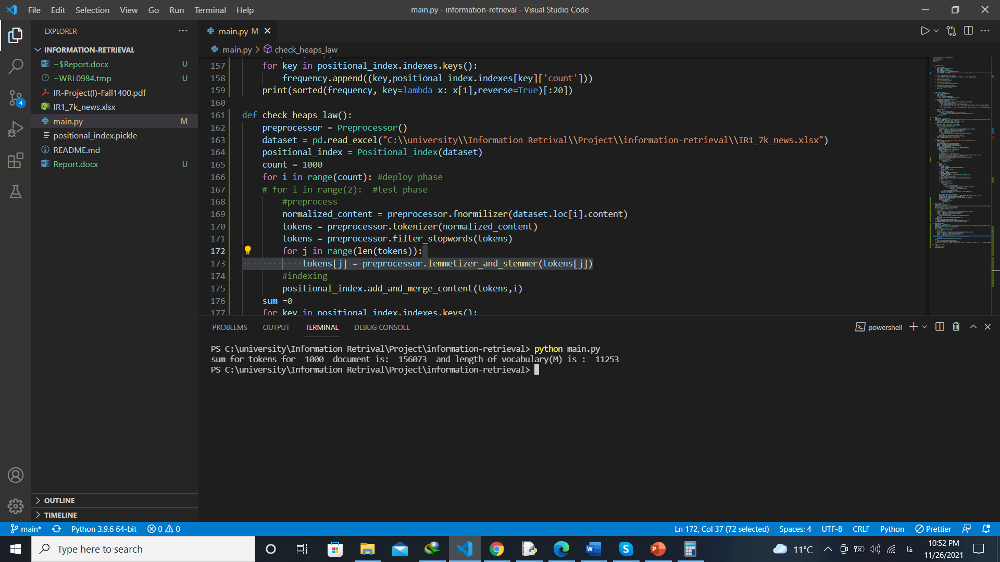 File Edit Selection View Go Run Terminal Help
main.py - information-retrieval - Visual Studio Code
EXPLORER
main.py M
INFORMATION-RETRIEVAL
main.py > check_heaps_law
~$Report.docx U
~WRL0984.tmp U
IR-Project(I)-Fall1400.pdf
IR1_7k_news.xlsx
main.py M
positional_index.pickle
README.md
Report.docx U
4
157 for key in positional_index.indexes.keys():
158 frequency.append((key,positional_index.indexes[key]['count']))
159 print(sorted(frequency, key=lambda x: x[1],reverse=True)[:20])
160
161 def check_heaps_law():
162 preprocessor = Preprocessor()
163 dataset = pd.read_excel("C:\\university\\Information Retrival\\Project\\information-retrieval\\IR1_7k_news.xlsx")
164 positional_index = Positional_index(dataset)
165 count = 1000
166 for i in range(count): #deploy phase
167 # for i in range(2): #test phase
168 #preprocess
169 normalized_content = preprocessor.fnormilizer(dataset.loc[i].content)
170 tokens = preprocessor.tokenizer(normalized_content)
171 tokens = preprocessor.filter_stopwords(tokens)
172 for j in range(len(tokens)):
173 tokens[j] = preprocessor.lemmetizer_and_stemmer(tokens[j])
174 #indexing
175 positional_index.add_and_merge_content(tokens,i)
176 sum =0
177 for key in positional_index.indexes.keys():
PROBLEMS OUTPUT TERMINAL DEBUG CONSOLE
powershell
PS C:\university\Information Retrival\Project\information-retrieval> python main.py
sum for tokens for  1000  document is:  156073  and length of vocabulary(M) is :  11253
PS C:\university\Information Retrival\Project\information-retrieval>
OUTLINE
TIMELINE
main* Python 3.9.6 64-bit 0 0
Ln 172, Col 37 (72 selected) Spaces: 4 UTF-8 CRLF Python Prettier
Type here to search
11°C
فا
10:52 PM
11/26/2021